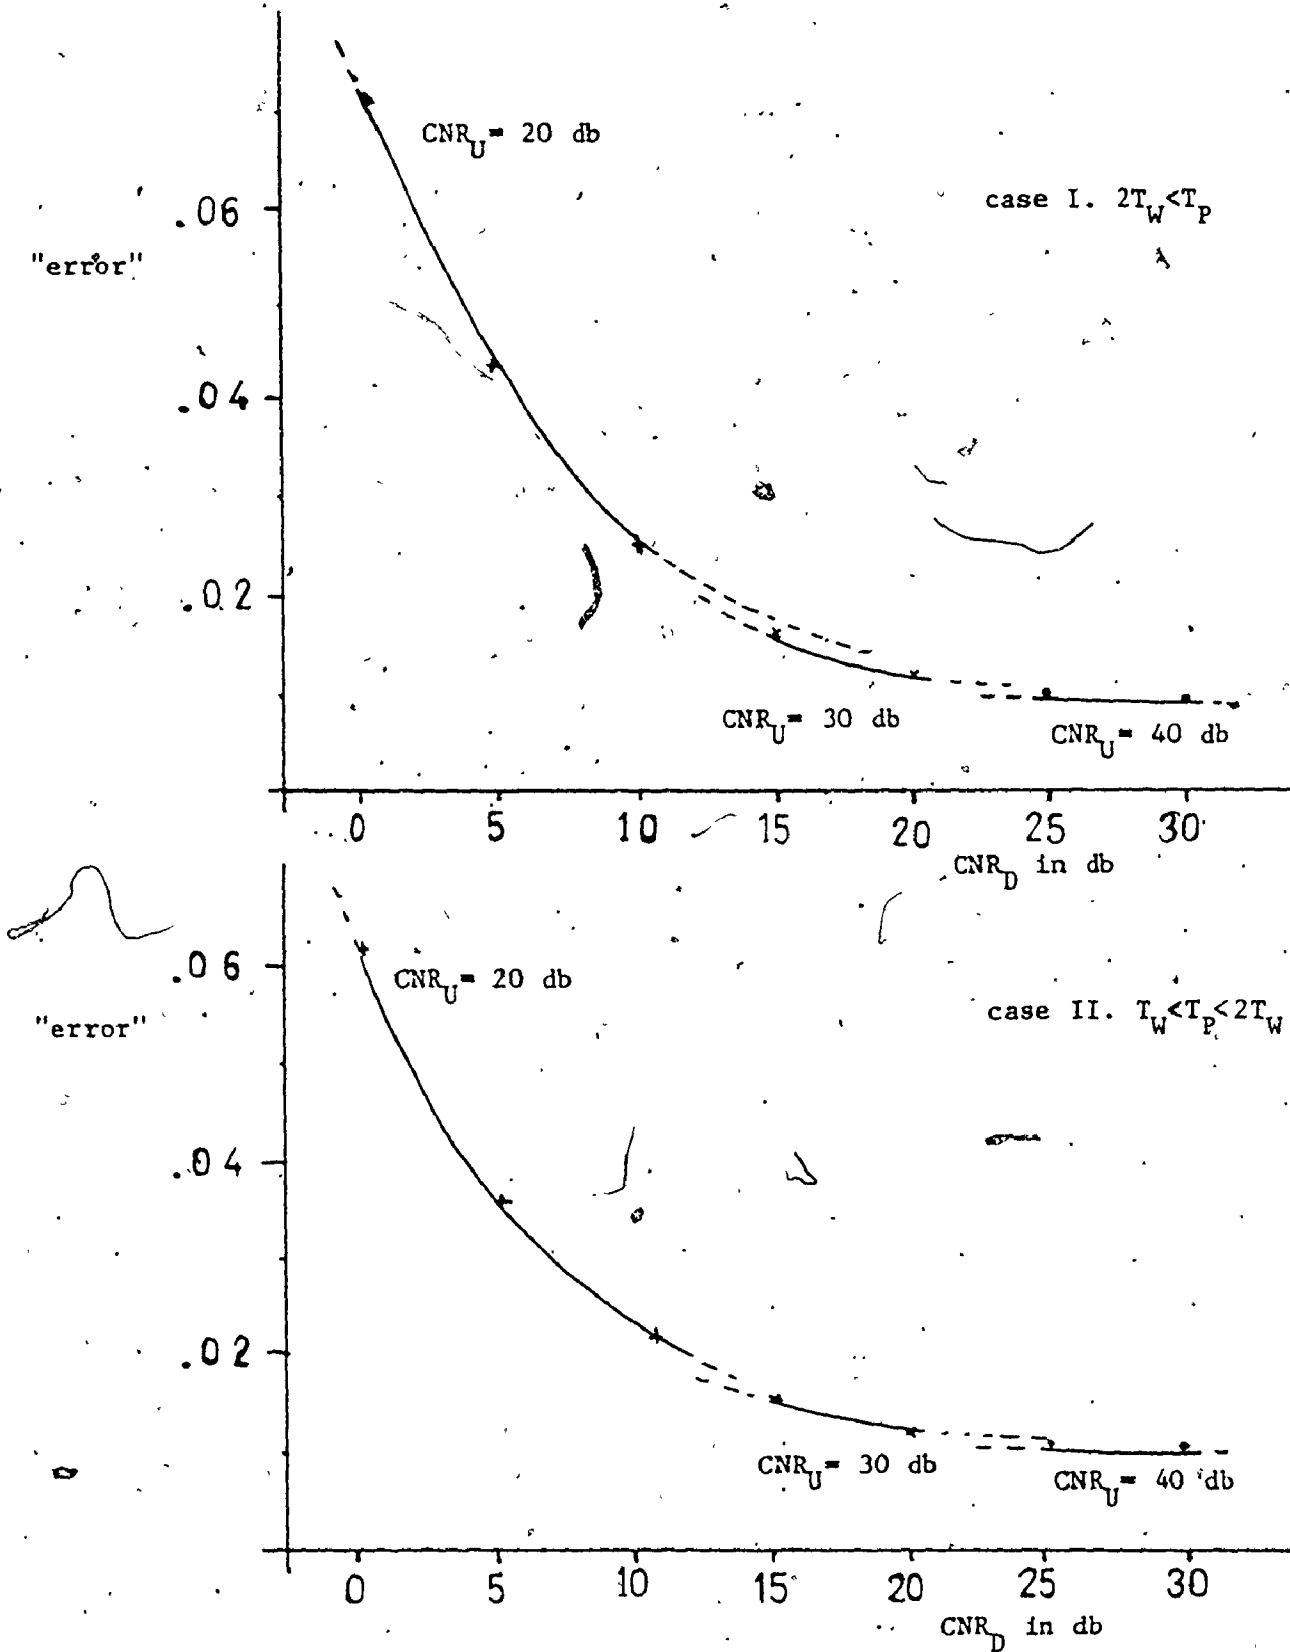 CNR_U= 20 db
case I. 2T_W<T_P
.06
"error"
.04
.02
CNR_U= 30 db
CNR_U= 40 db
0 5 10 15 20 25 30
CNR_D in db
.06
CNR_U= 20 db
case II. T_W<T_P<2T_W
"error"
.04
.02
CNR_U= 30 db
CNR_U= 40 db
0 5 10 15 20 25 30
CNR_D in db